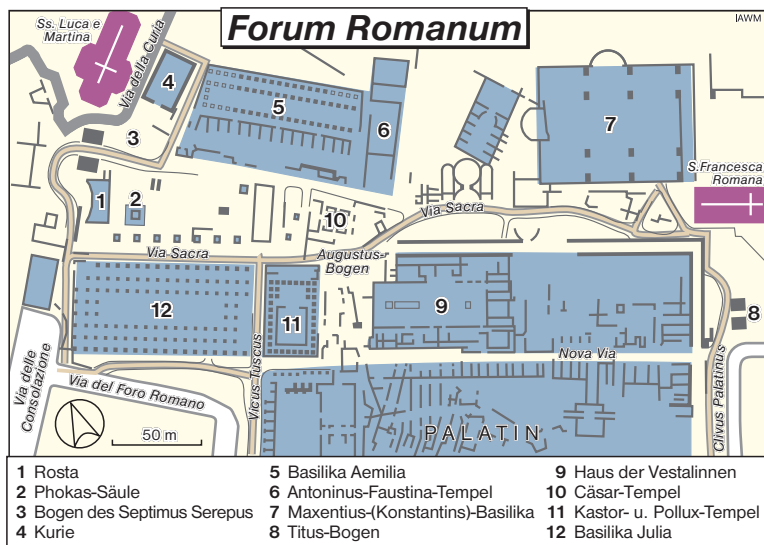 Forum Romanum
IAWM
Ss. Luca e
Martina
Via della Curia
4
5
6
7
3
S.Francesca
Romana
1
2
10
Via Sacra
Via Sacra
Augustus-
Bogen
12
11
9
8
Nova Via
Via delle
Consolazione
Via del Foro Romano
Vicus Tuscus
Clivus Palatinus
PALATIN
50 m
1 Rosta
2 Phokas-Säule
3 Bogen des Septimus Serepus
4 Kurie
5 Basilika Aemilia
6 Antoninus-Faustina-Tempel
7 Maxentius-(Konstantins)-Basilika
8 Titus-Bogen
9 Haus der Vestalinnen
10 Cäsar-Tempel
11 Kastor- u. Pollux-Tempel
12 Basilika Julia